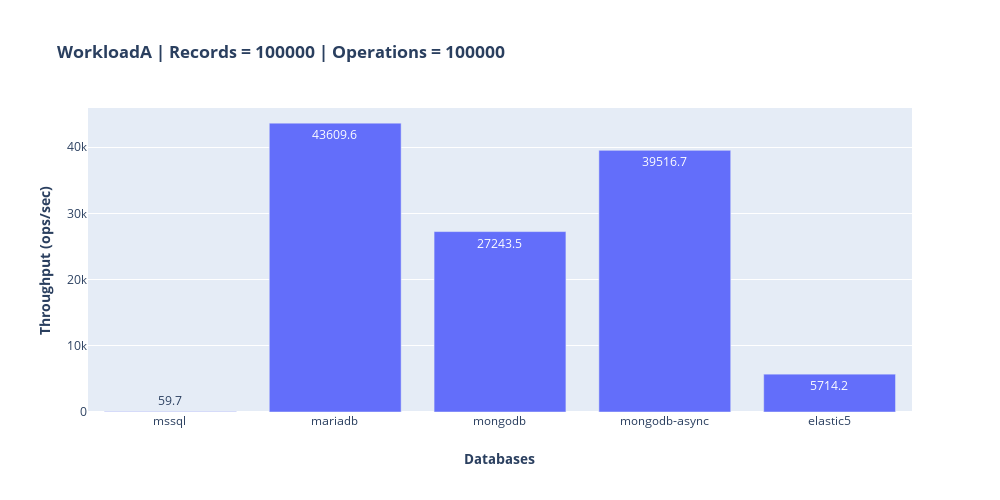 WorkloadA | Records = 100000 | Operations = 100000
Throughput (ops/sec)
40k
30k
20k
10k
0
59.7
43609.6
27243.5
39516.7
5714.2
mssql
mariadb
mongodb
mongodb-async
elastic5
Databases